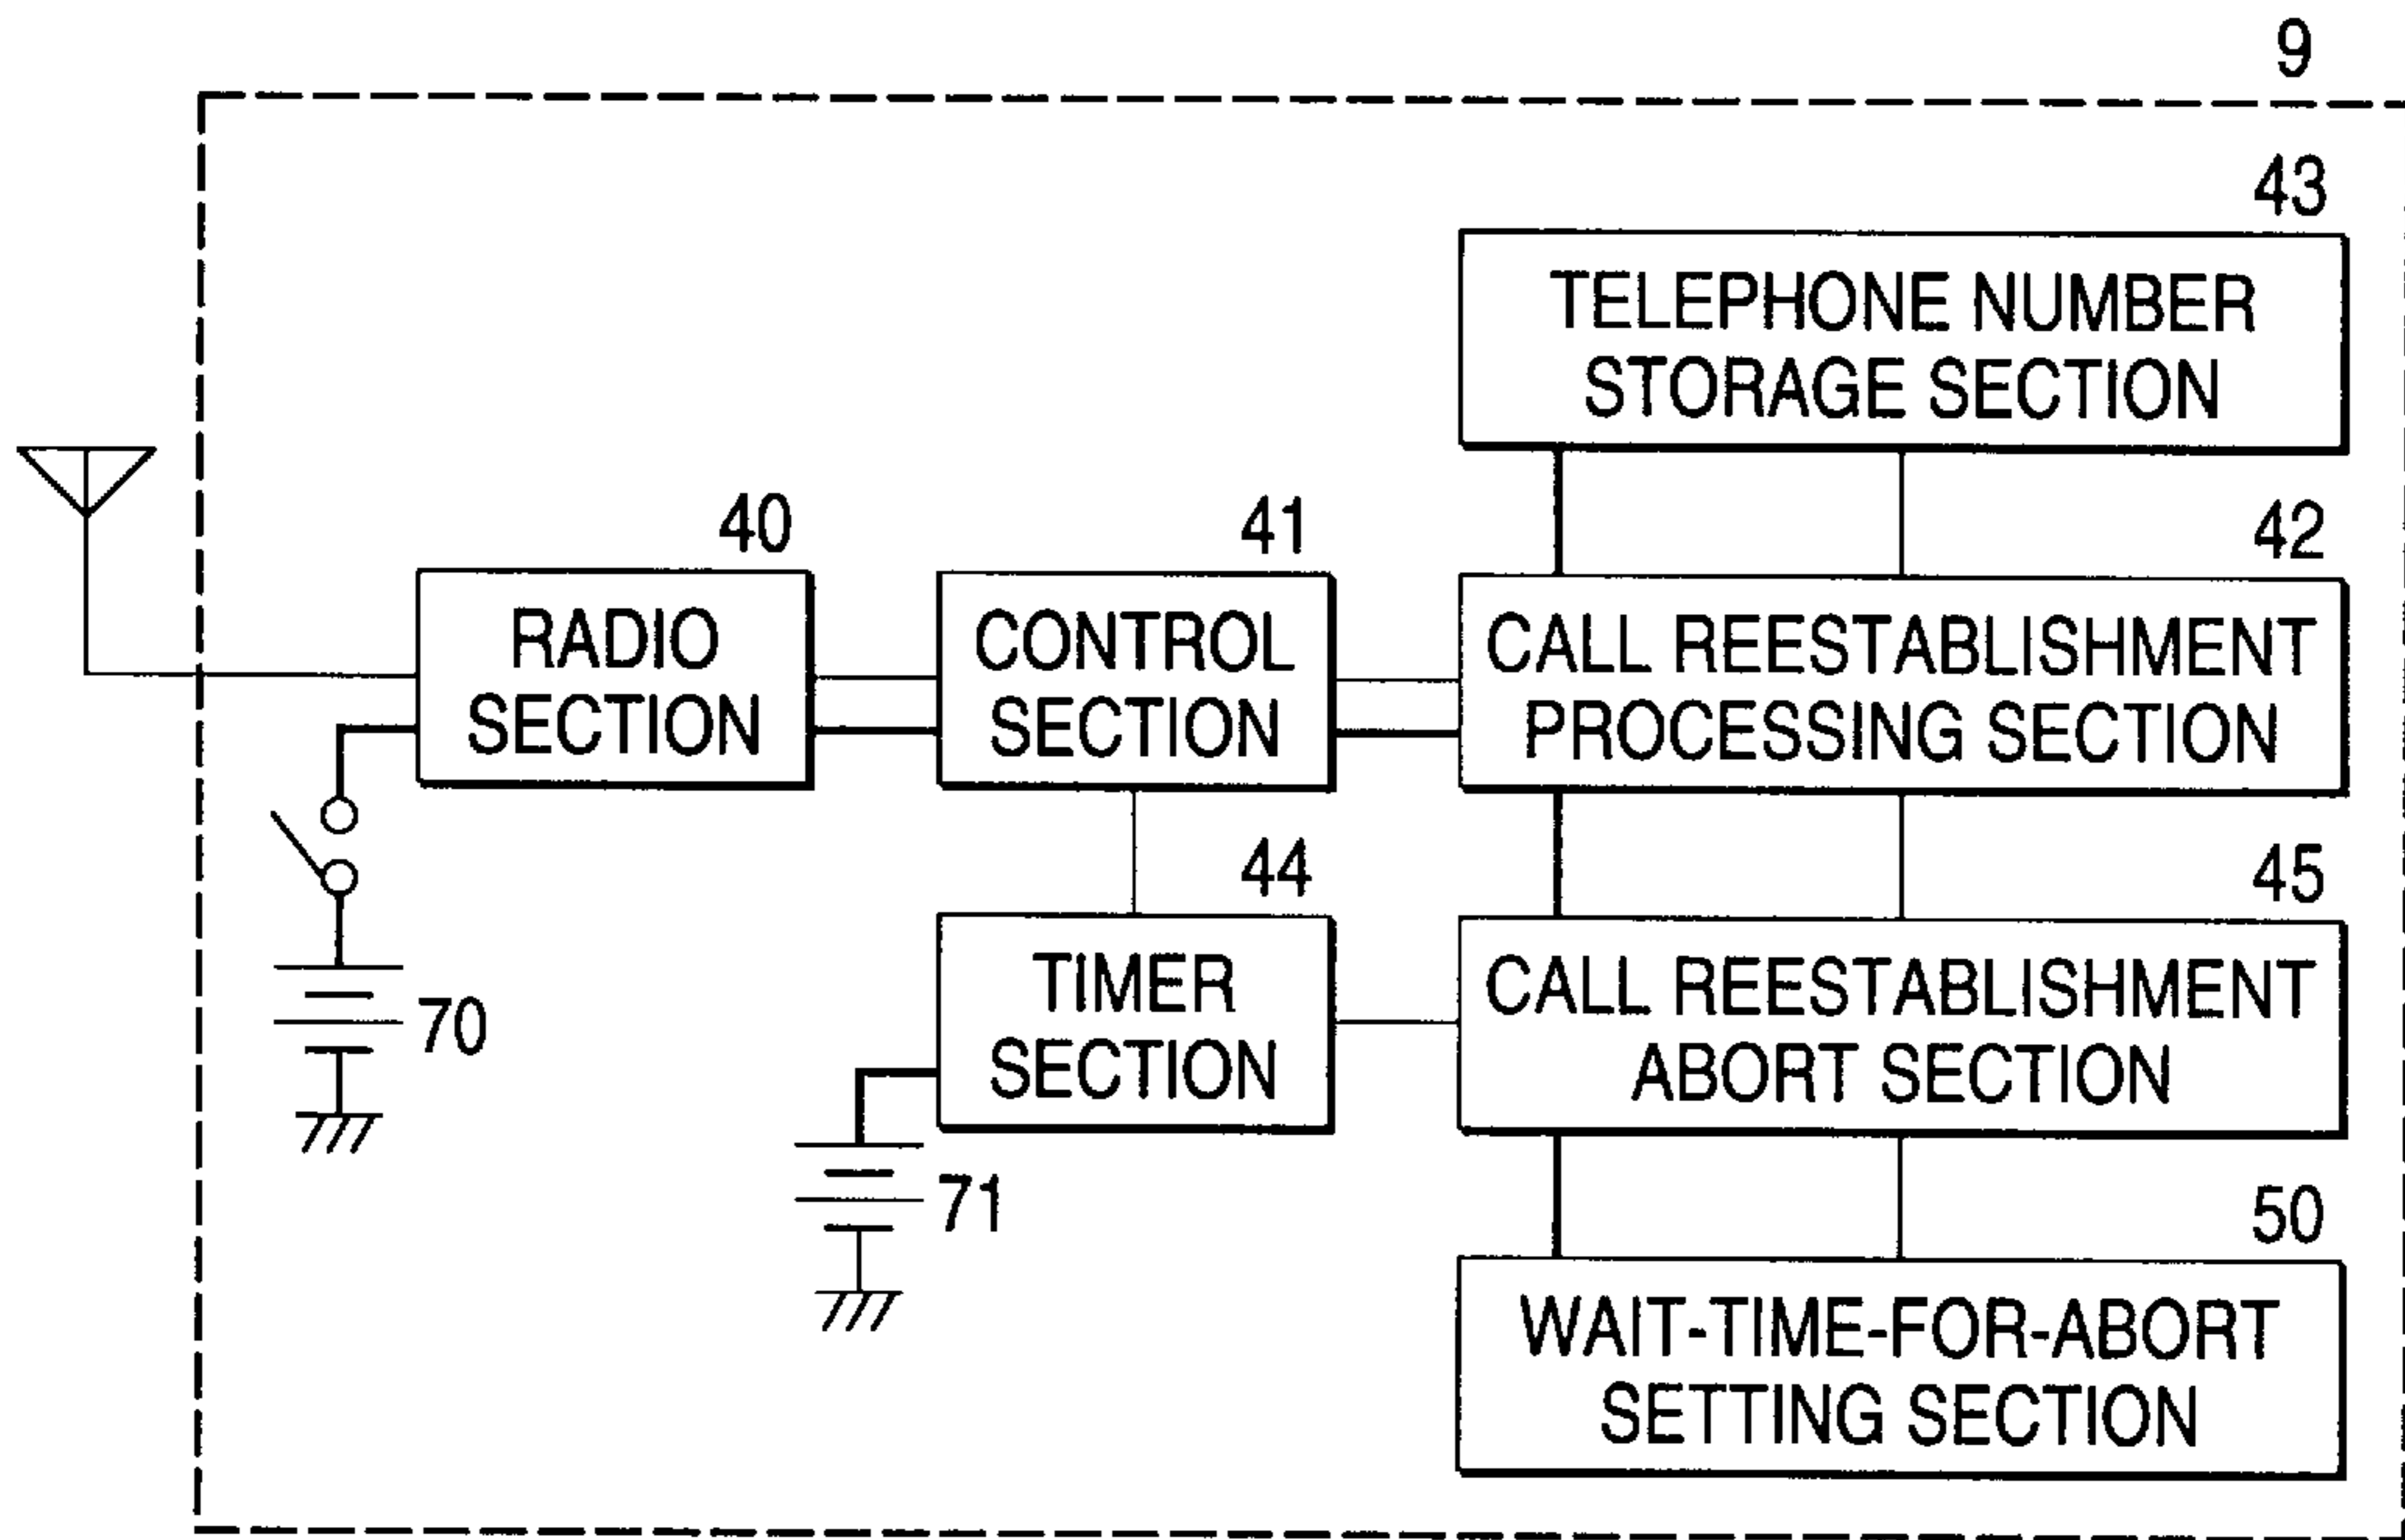 9
43
TELEPHONE NUMBER
STORAGE SECTION
40
41
42
RADIO
SECTION
CONTROL
SECTION
CALL REESTABLISHMENT
PROCESSING SECTION
44
45
70
TIMER
SECTION
CALL REESTABLISHMENT
ABORT SECTION
71
50
WAIT-TIME-FOR-ABORT
SETTING SECTION